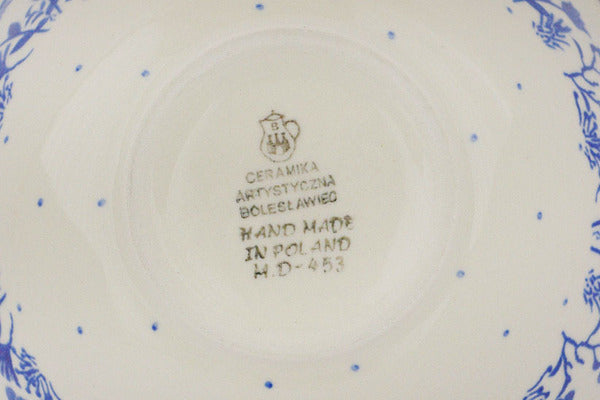 B
CERAMIKA
ARTYSTYCZNA
BOLESŁAWIEC
HAND MADE
IN POLAND
M.D-453